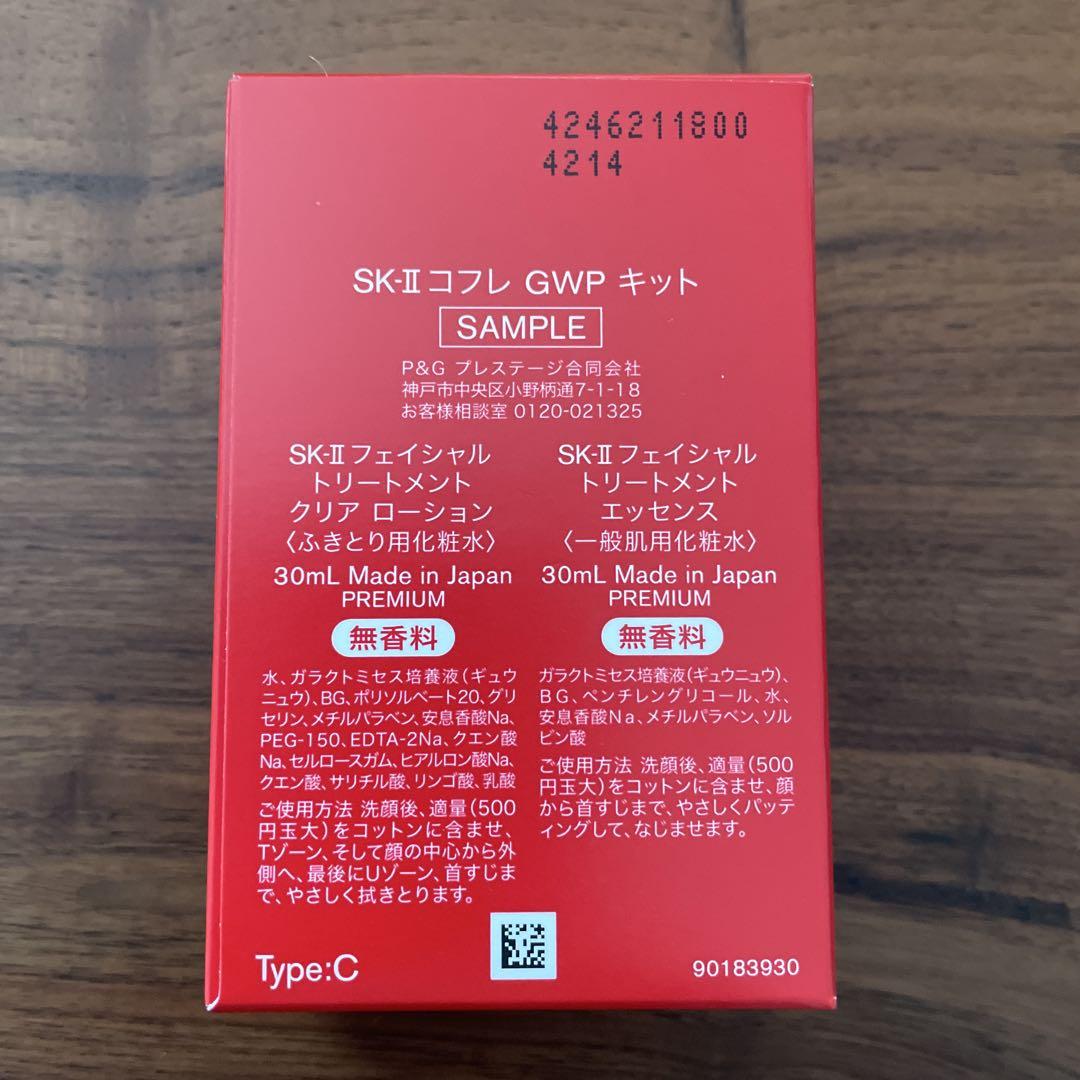 4246211800
4214
SK-Ⅱ コフレ GWP キット
SAMPLE
P&G プレステージ合同会社
神戸市中央区小野柄通7-1-18
お客様相談室 0120-021325
SK-Ⅱ フェイシャル
トリートメント
クリア ローション
〈ふきとり用化粧水〉
30mL Made in Japan
PREMIUM
無香料
水、ガラクトミセス培養液(ギュウ
ニュウ)、BG、ポリソルベート20、グリ
セリン、メチルパラベン、安息香酸Na、
PEG-150、EDTA-2Na、クエン酸
Na、セルロースガム、ヒアルロン酸Na、
クエン酸、サリチル酸、リンゴ酸、乳酸
ご使用方法 洗顔後、適量(500
円玉大)をコットンに含ませ、
Tゾーン、そして顔の中心から外
側へ、最後にUゾーン、首すじま
で、やさしく拭きとります。
SK-Ⅱ フェイシャル
トリートメント
エッセンス
〈一般肌用化粧水〉
30mL Made in Japan
PREMIUM
無香料
ガラクトミセス培養液(ギュウニュウ)、
BG、ペンチレングリコール、水、
安息香酸Na、メチルパラベン、ソル
ビン酸
ご使用方法 洗顔後、適量(500
円玉大)をコットンに含ませ、顔
から首すじまで、やさしくパッテ
ィングして、なじませます。
Type:C
90183930